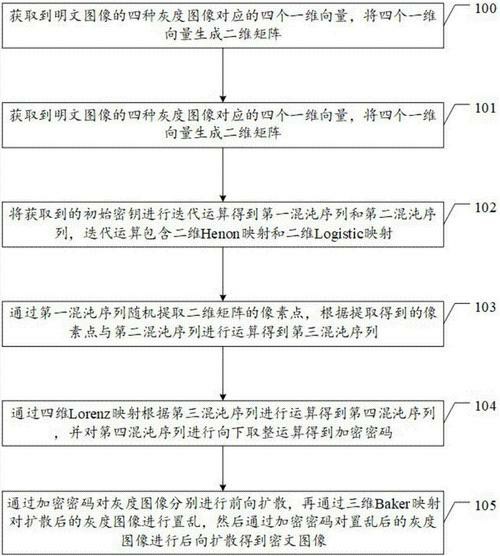 获取到明文图像的四种灰度图像对应的四个一维向量，将四个一维
向量生成二维矩阵
100
获取到明文图像的四种灰度图像对应的四个一维向量，将四个一维
向量生成二维矩阵
101
将获取到的初始密钥进行迭代运算得到第一混沌序列和第二混沌序
列，迭代运算包含二维Henon映射和二维Logistic映射
102
通过第一混沌序列随机提取二维矩阵的像素点，根据提取得到的像
素点与第二混沌序列进行运算得到第三混沌序列
103
通过四维Lorenz映射根据第三混沌序列进行运算得到第四混沌序列
，并对第四混沌序列进行向下取整运算得到加密密码
104
通过加密密码对灰度图像分别进行前向扩散，再通过三维Baker映射
对扩散后的灰度图像进行置乱，然后通过加密密码对置乱后的灰度
图像进行后向扩散得到密文图像
105